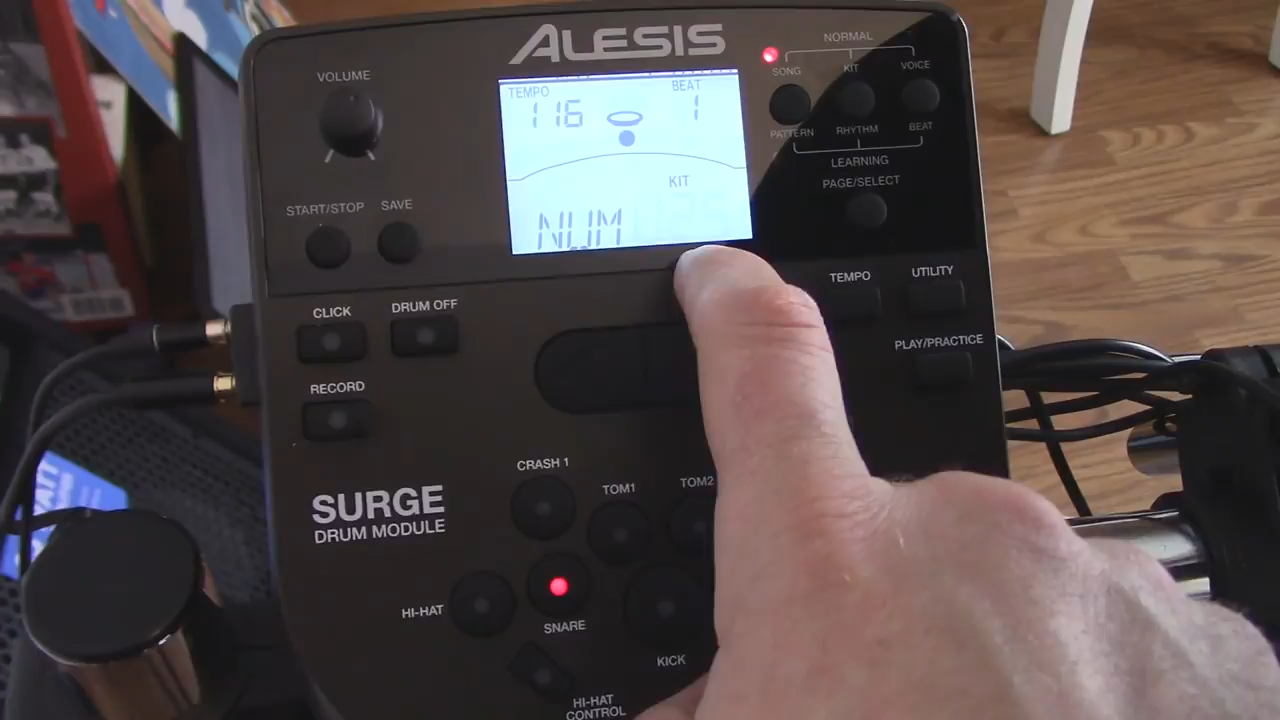 ALESIS
NORMAL
VOLUME
SONG
KIT
VOICE
TEMPO
BEAT
116
1
PATTERN
RHYTHM
BEAT
LEARNING
PAGE/SELECT
KIT
START/STOP
SAVE
NUM
TEMPO
UTILITY
CLICK
DRUM OFF
PLAY/PRACTICE
RECORD
CRASH 1
TOM1
TOM2
SURGE
DRUM MODULE
HI-HAT
SNARE
KICK
HI-HAT
CONTROL
WATT